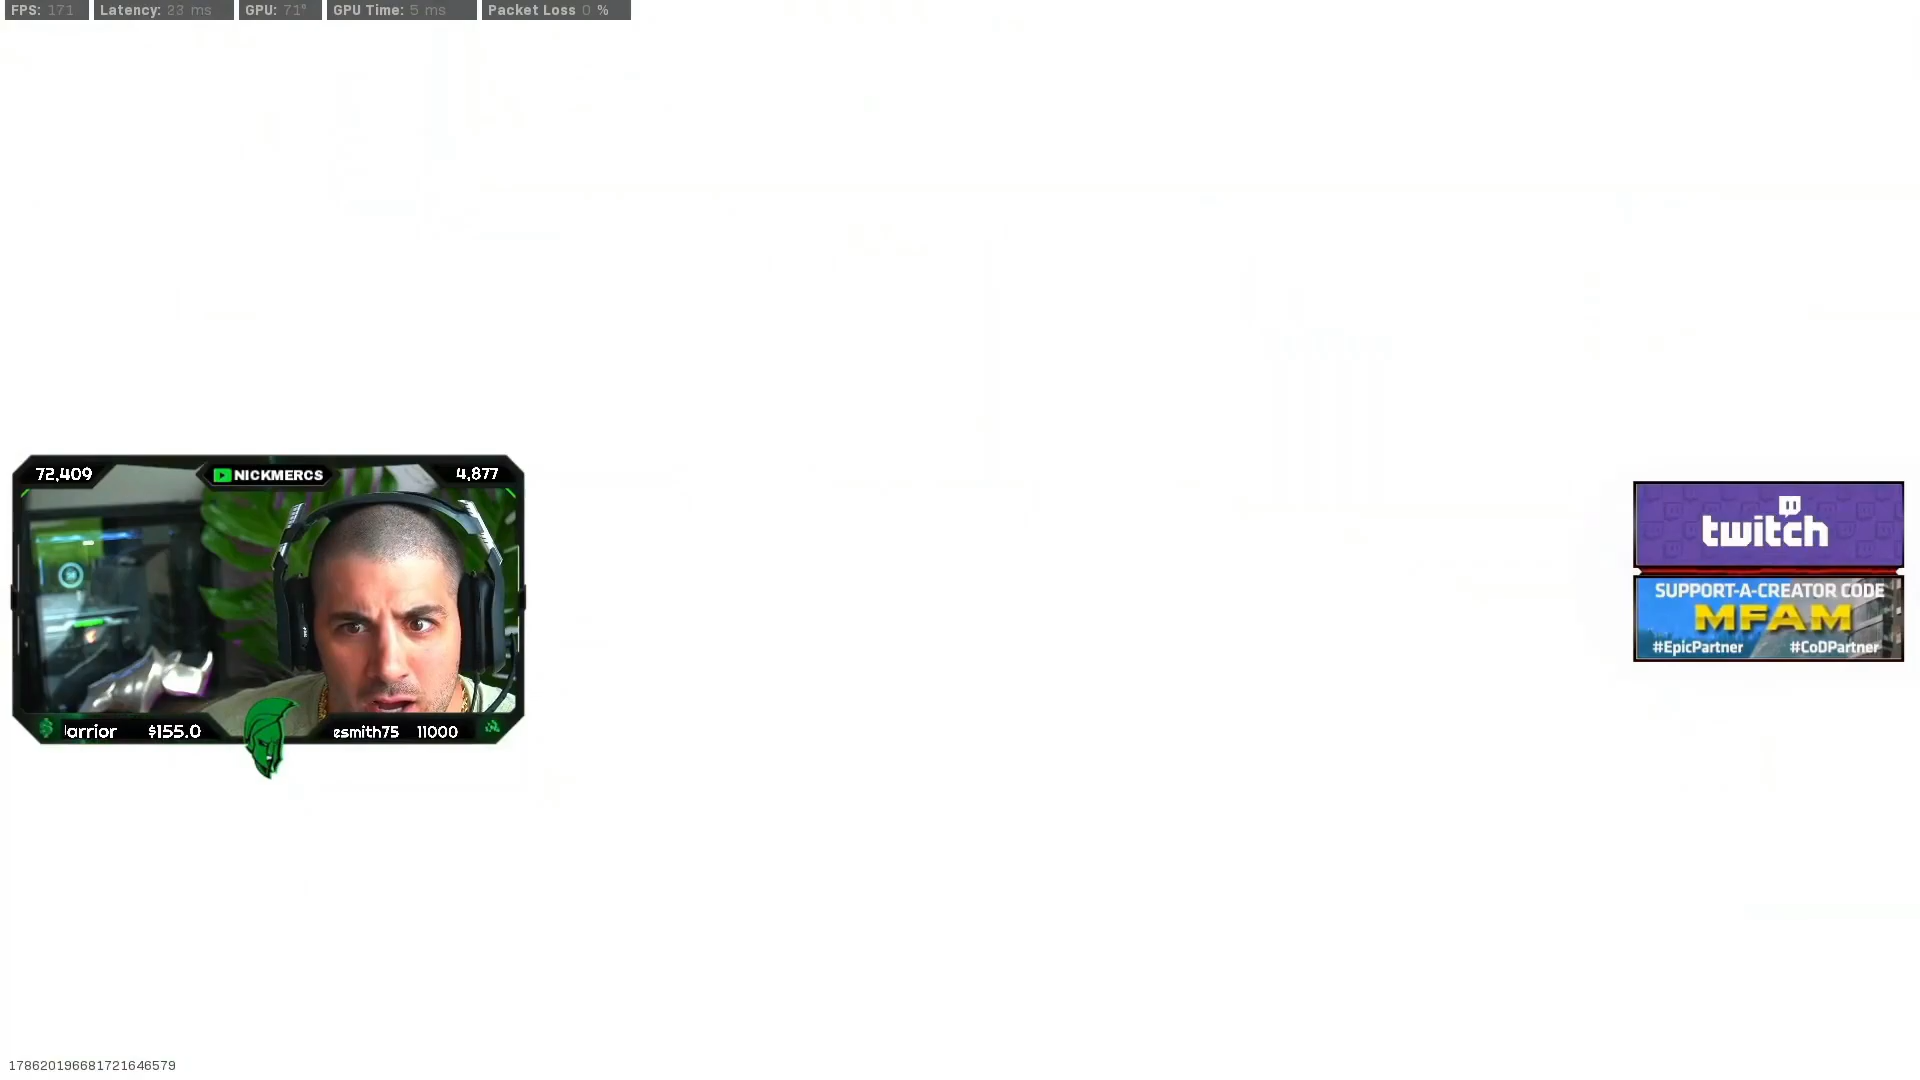 FPS: 171 Latency: 23 ms GPU: 71° GPU Time: 5 ms Packet Loss 0 %
72,409 NICKMERCS 4,877
arrior $155.0 esmith75 11000
twitch
SUPPORT-A-CREATOR CODE
MFAM
#EpicPartner #CoDPartner
178620196681721646579